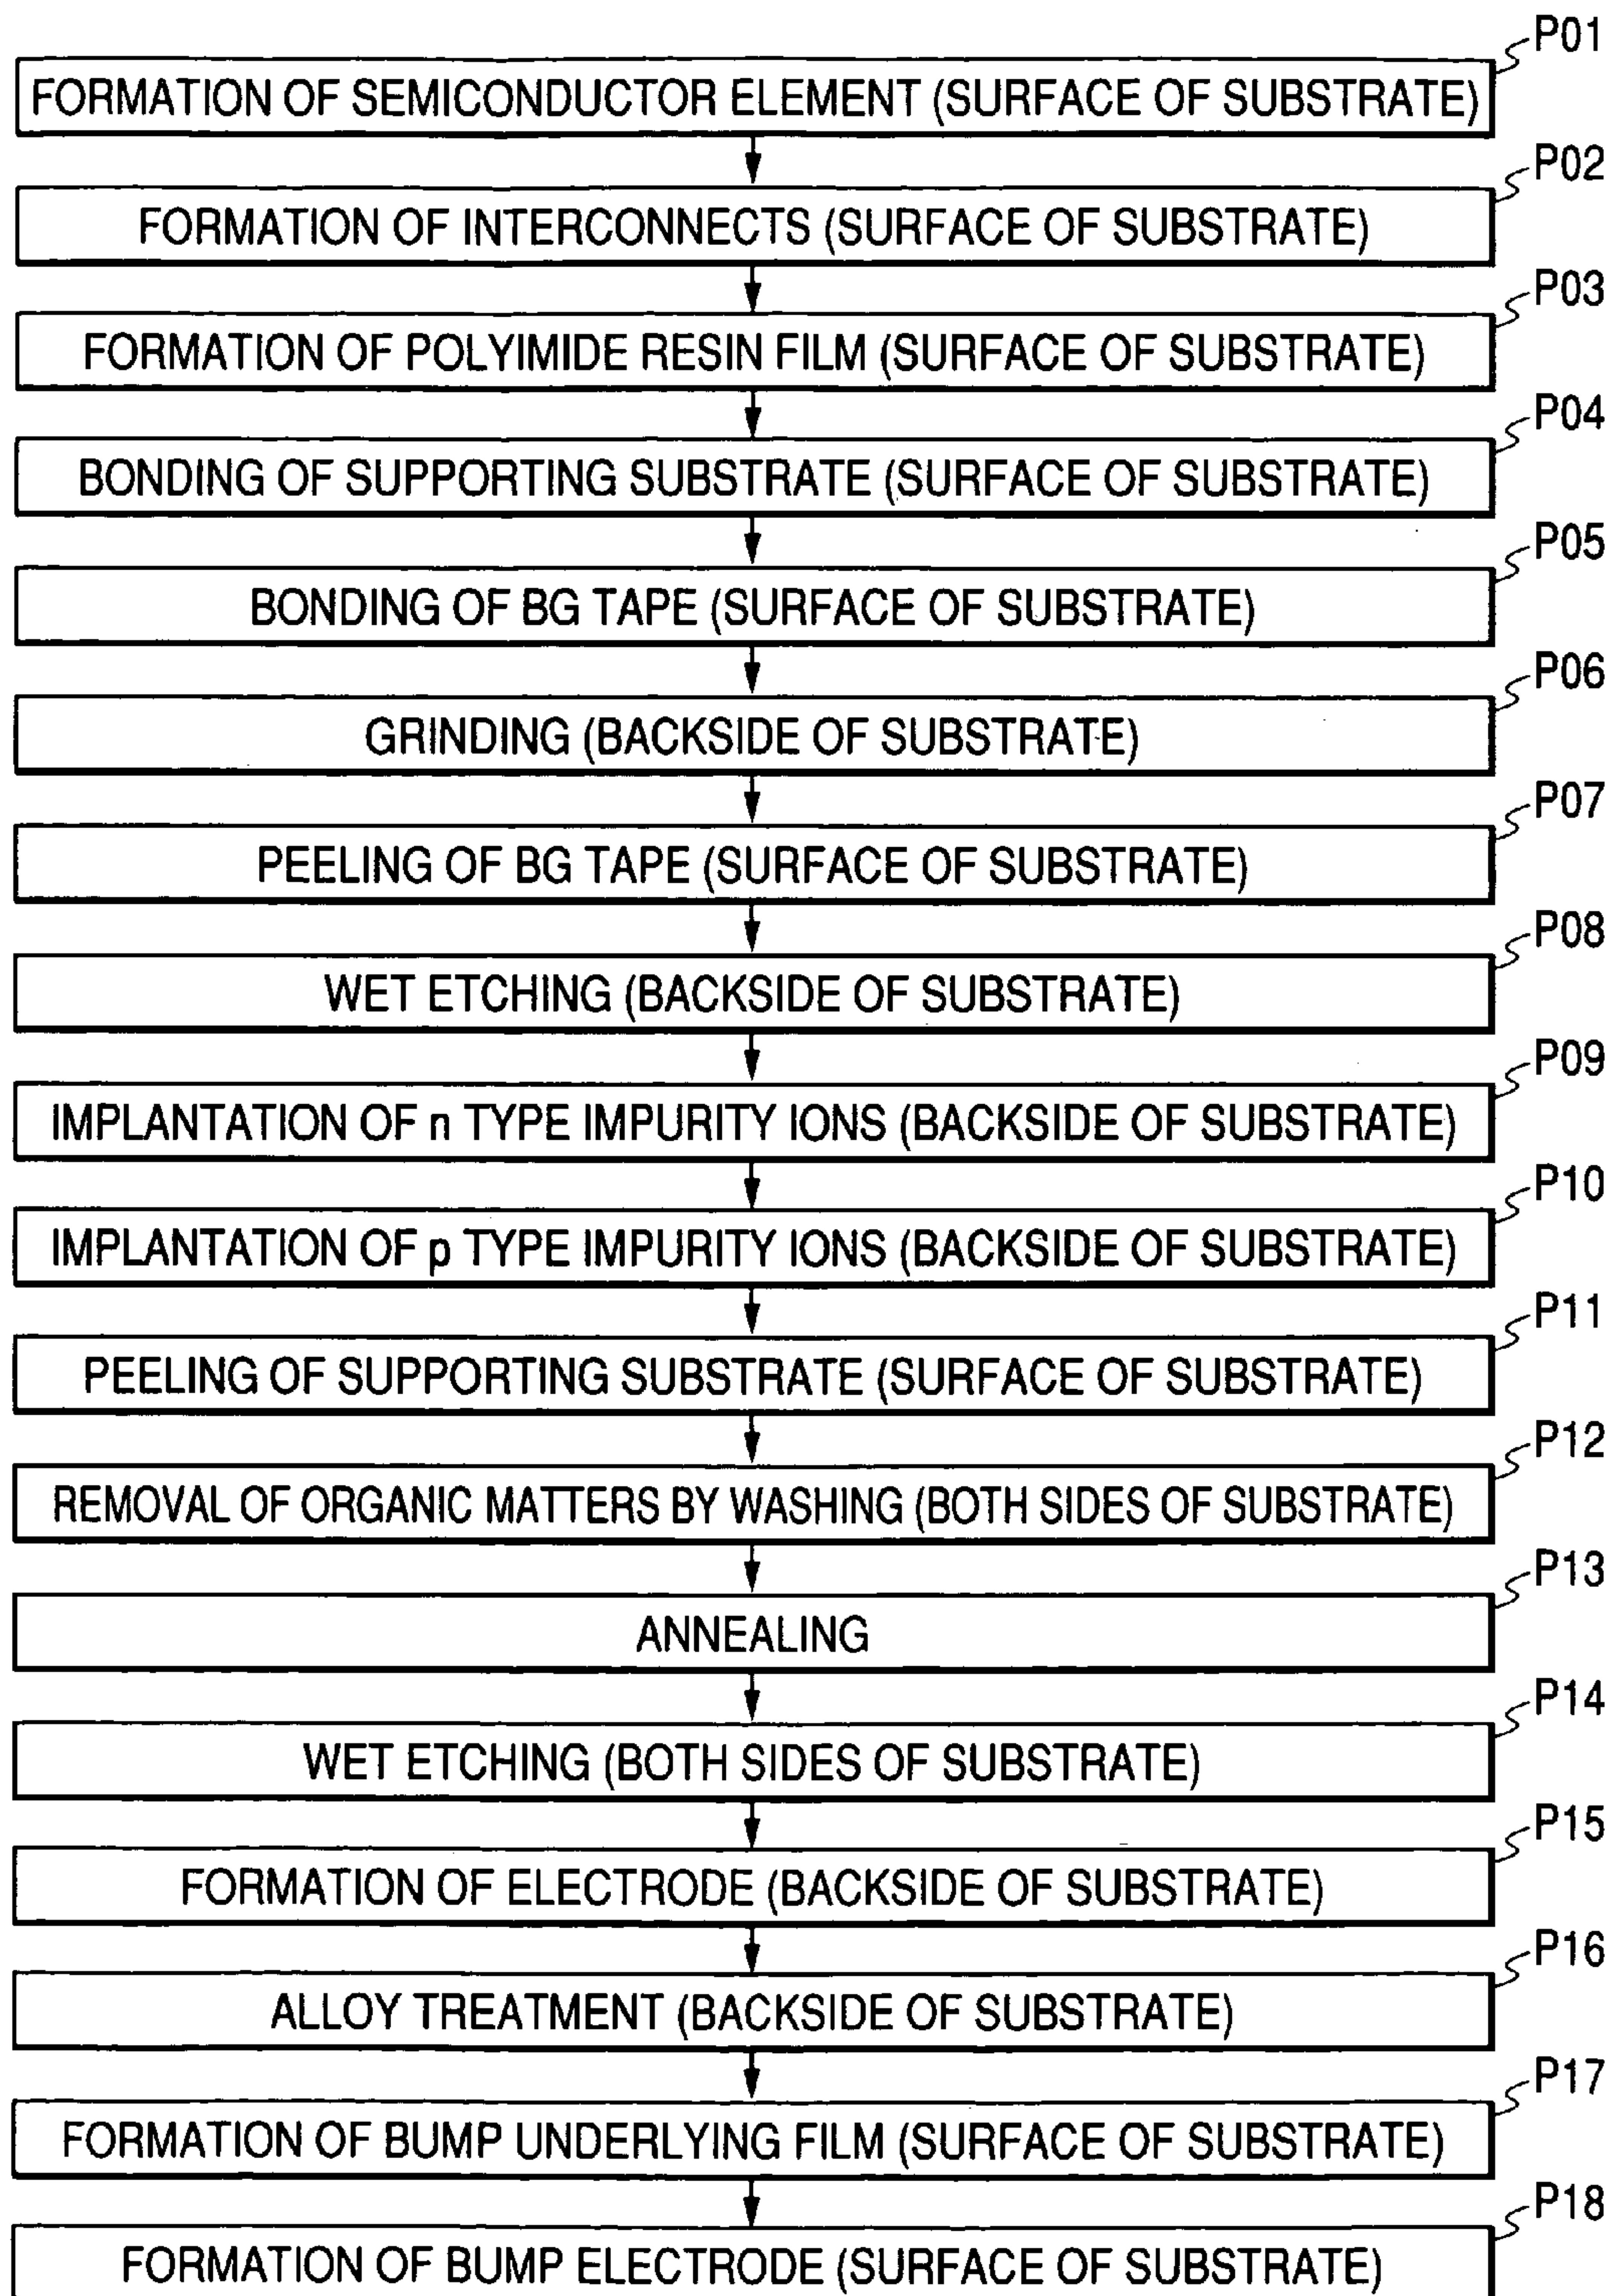 P01
FORMATION OF SEMICONDUCTOR ELEMENT (SURFACE OF SUBSTRATE)
P02
FORMATION OF INTERCONNECTS (SURFACE OF SUBSTRATE)
P03
FORMATION OF POLYIMIDE RESIN FILM (SURFACE OF SUBSTRATE)
P04
BONDING OF SUPPORTING SUBSTRATE (SURFACE OF SUBSTRATE)
P05
BONDING OF BG TAPE (SURFACE OF SUBSTRATE)
P06
GRINDING (BACKSIDE OF SUBSTRATE)
P07
PEELING OF BG TAPE (SURFACE OF SUBSTRATE)
P08
WET ETCHING (BACKSIDE OF SUBSTRATE)
P09
IMPLANTATION OF n TYPE IMPURITY IONS (BACKSIDE OF SUBSTRATE)
P10
IMPLANTATION OF p TYPE IMPURITY IONS (BACKSIDE OF SUBSTRATE)
P11
PEELING OF SUPPORTING SUBSTRATE (SURFACE OF SUBSTRATE)
P12
REMOVAL OF ORGANIC MATTERS BY WASHING (BOTH SIDES OF SUBSTRATE)
P13
ANNEALING
P14
WET ETCHING (BOTH SIDES OF SUBSTRATE)
P15
FORMATION OF ELECTRODE (BACKSIDE OF SUBSTRATE)
P16
ALLOY TREATMENT (BACKSIDE OF SUBSTRATE)
P17
FORMATION OF BUMP UNDERLYING FILM (SURFACE OF SUBSTRATE)
P18
FORMATION OF BUMP ELECTRODE (SURFACE OF SUBSTRATE)